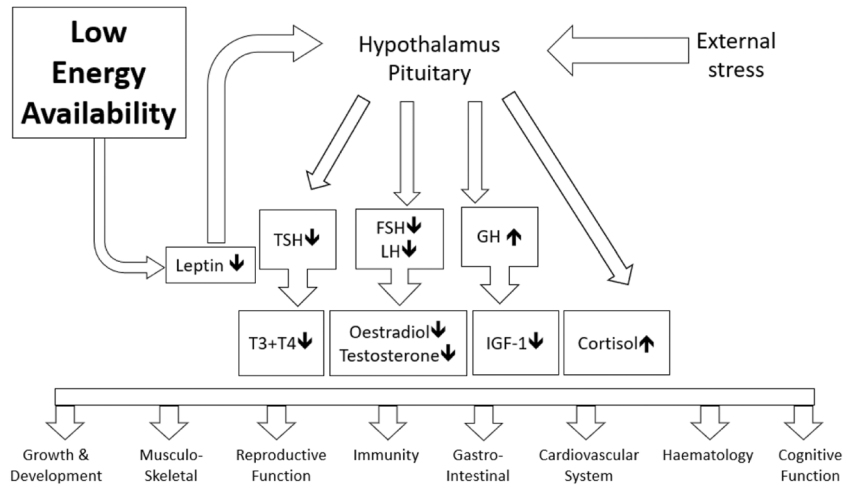 Low
Energy
Availability
Hypothalamus
Pituitary
External
stress
Leptin
TSH
FSH
LH
GH
T3+T4
Oestradiol
Testosterone
IGF-1
Cortisol
Growth &
Development
Musculo-
Skeletal
Reproductive
Function
Immunity
Gastro-
Intestinal
Cardiovascular
System
Haematology
Cognitive
Function